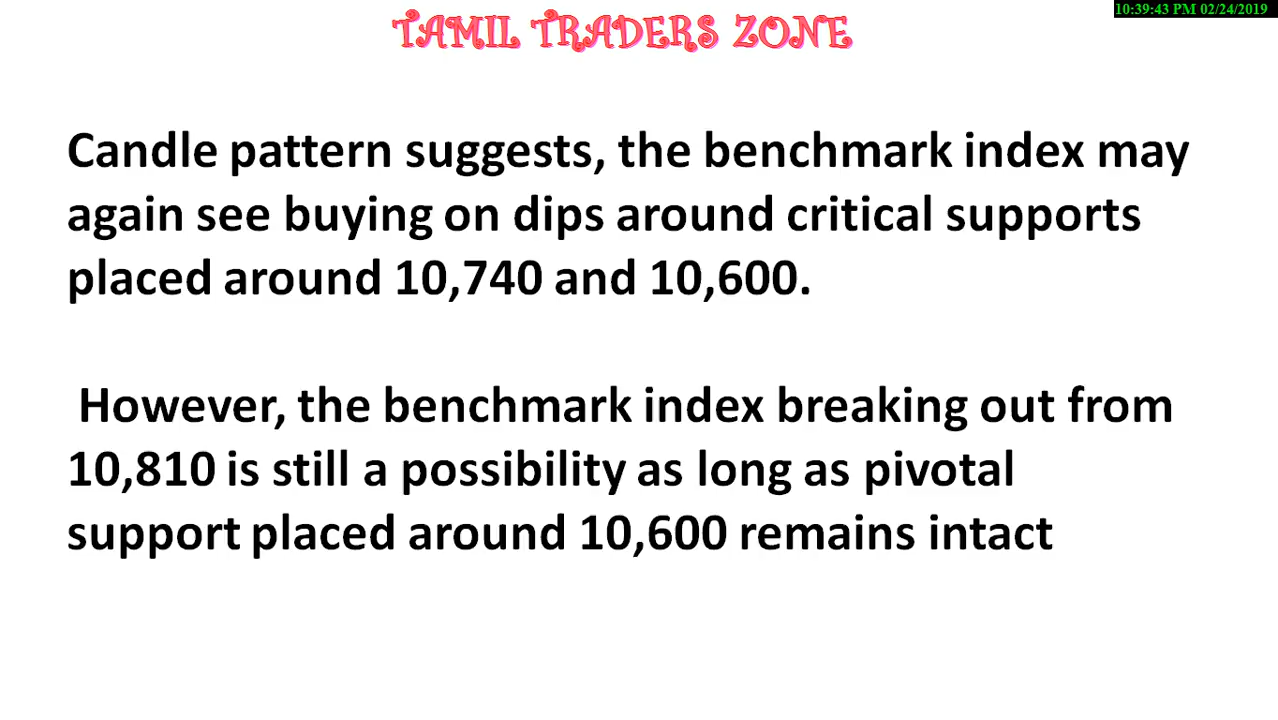 10:39:43 PM 02/24/2019
TAMIL TRADERS ZONE
Candle pattern suggests, the benchmark index may
again see buying on dips around critical supports
placed around 10,740 and 10,600.
However, the benchmark index breaking out from
10,810 is still a possibility as long as pivotal
support placed around 10,600 remains intact